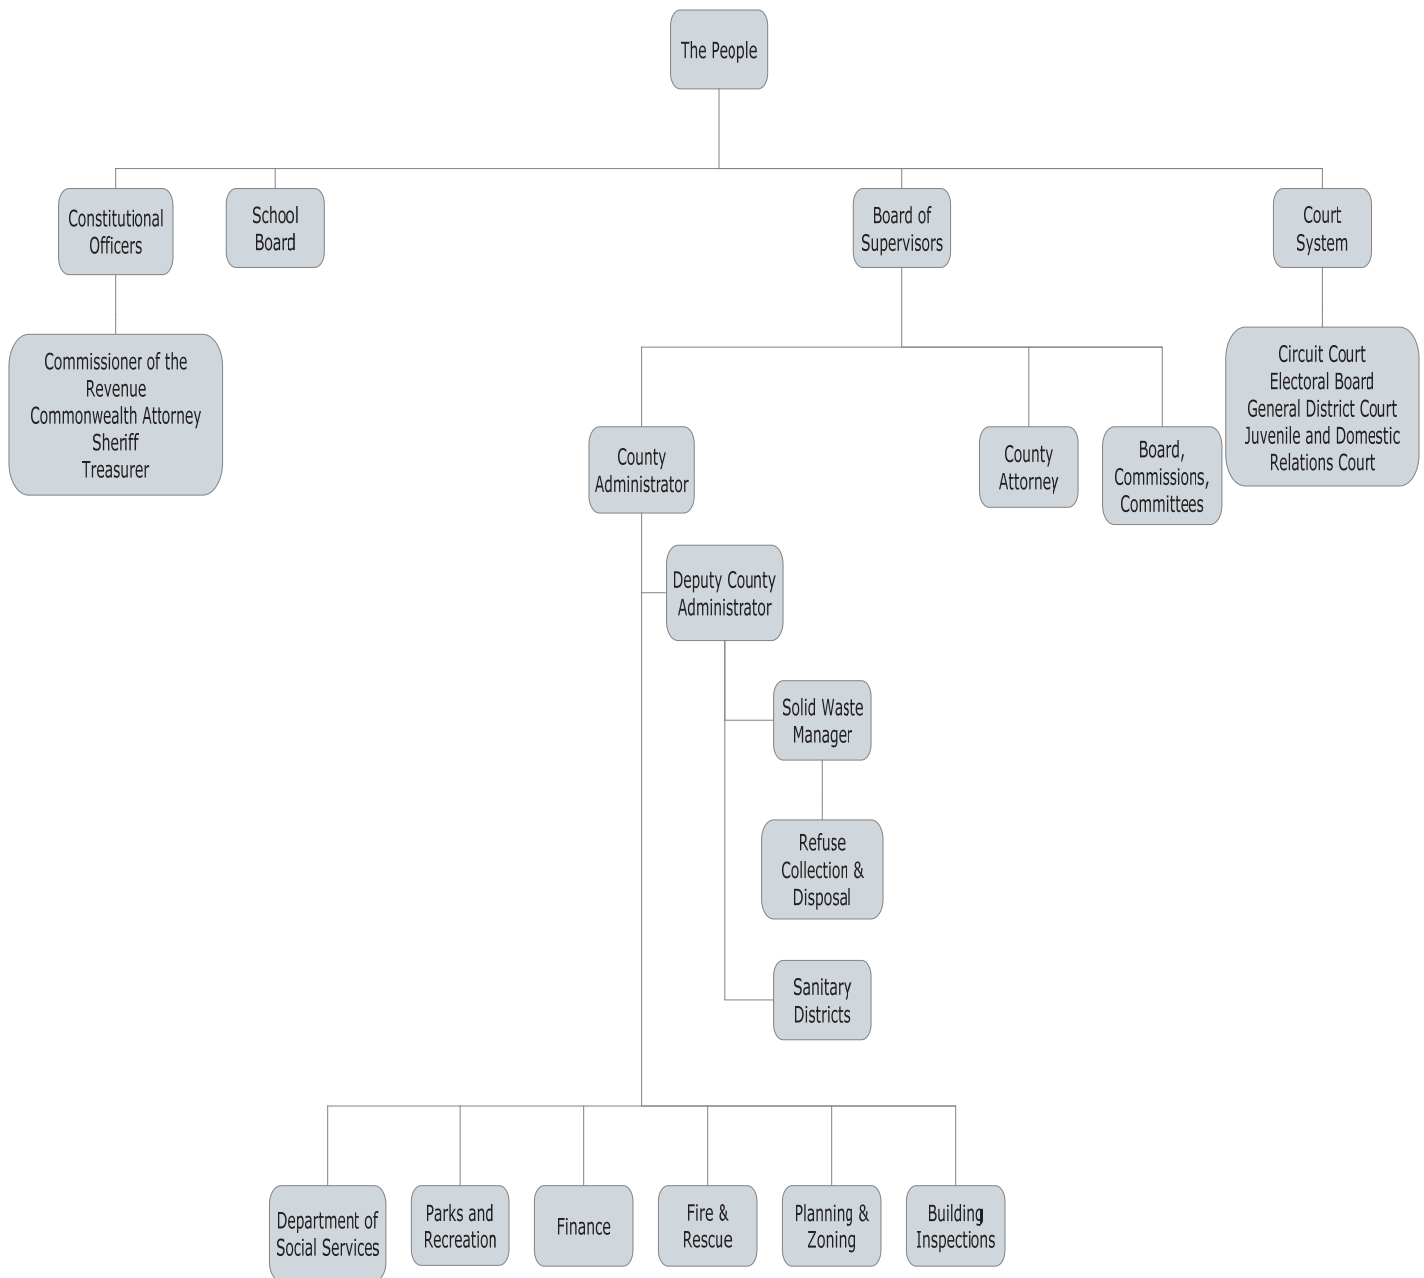 The People
Constitutional
Officers
School
Board
Board of
Supervisors
Court
System
Commissioner of the
Revenue
Commonwealth Attorney
Sheriff
Treasurer
Circuit Court
Electoral Board
General District Court
Juvenile and Domestic
Relations Court
County
Administrator
County
Attorney
Board,
Commissions,
Committees
Deputy County
Administrator
Solid Waste
Manager
Refuse
Collection &
Disposal
Sanitary
Districts
Department of
Social Services
Parks and
Recreation
Finance
Fire &
Rescue
Planning &
Zoning
Building
Inspections